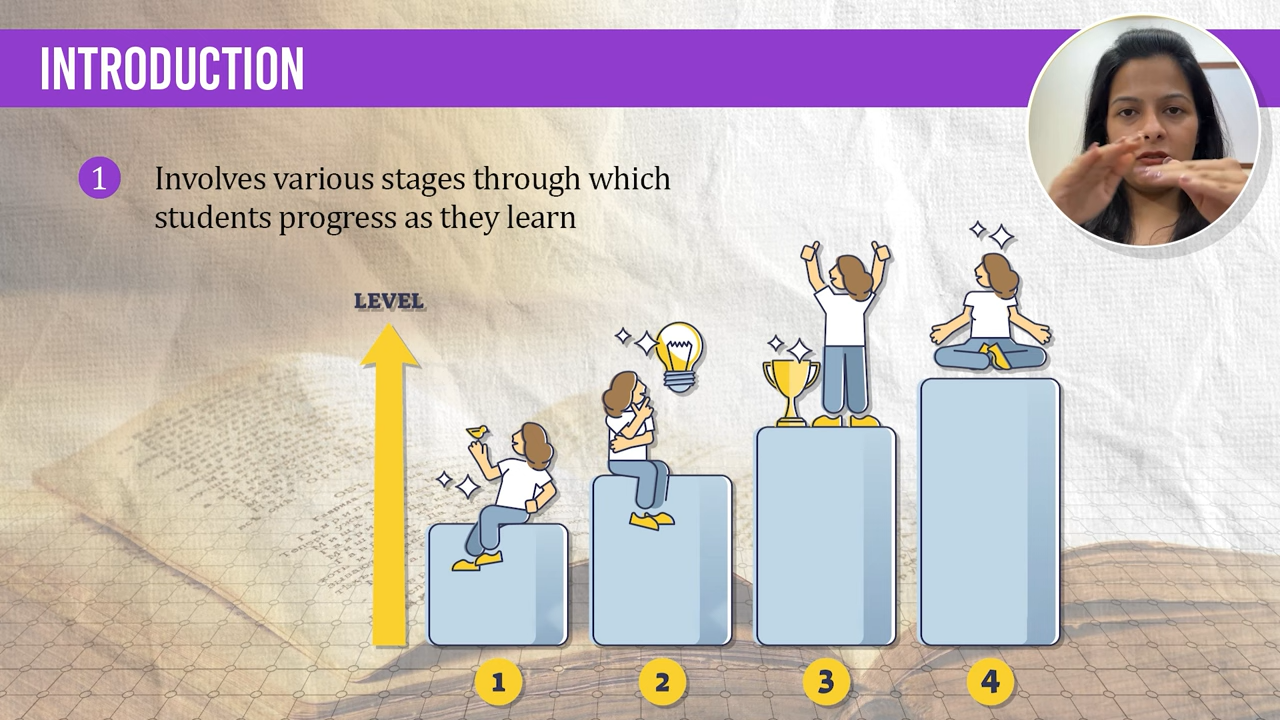 INTRODUCTION
1 Involves various stages through which
students progress as they learn
LEVEL
1 2 3 4